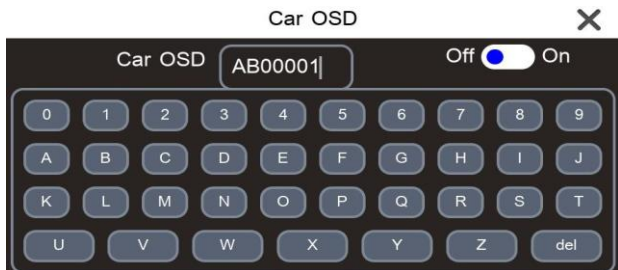 Car OSD
Car OSD AB00001 Off On
0 1 2 3 4 5 6 7 8 9
A B C D E F G H I J
K L M N O P Q R S T
U V W X Y Z del